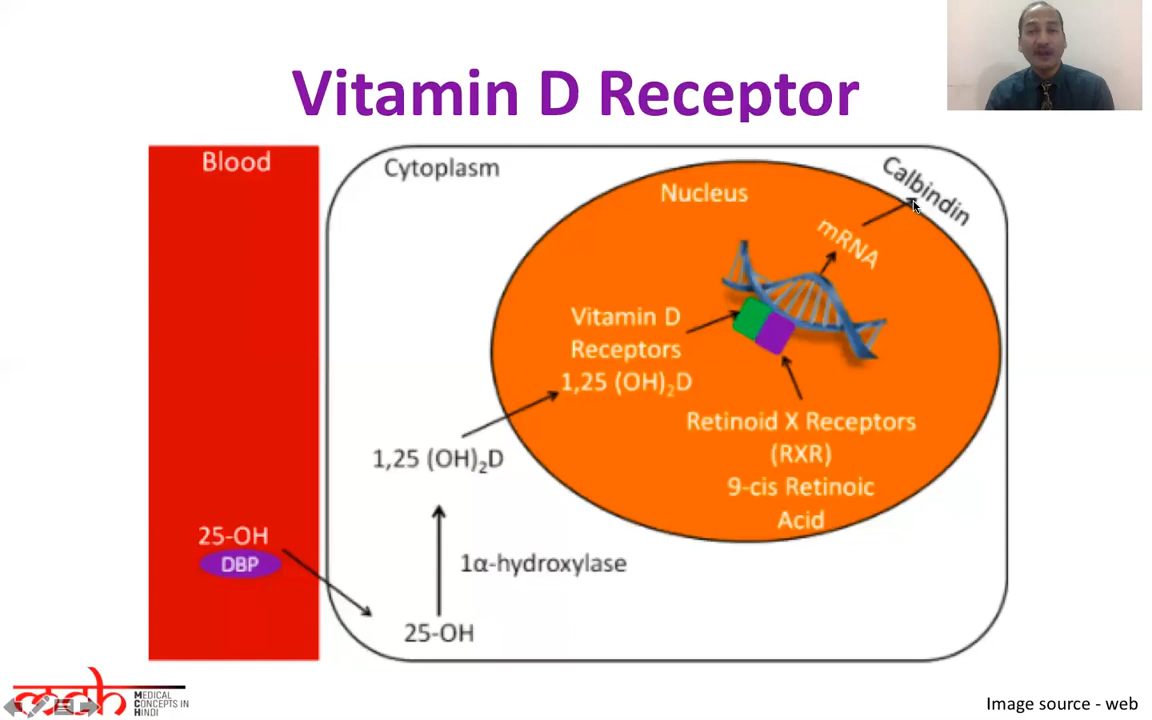 Vitamin D Receptor
Blood
Cytoplasm
Nucleus
Calbindin
mRNA
Vitamin D
Receptors
1,25 (OH)₂D
Retinoid X Receptors
(RXR)
9-cis Retinoic
Acid
1,25 (OH)₂D
25-OH
DBP
1α-hydroxylase
25-OH
mch
MEDICAL
CONCEPTS IN
HINDI
Image source - web